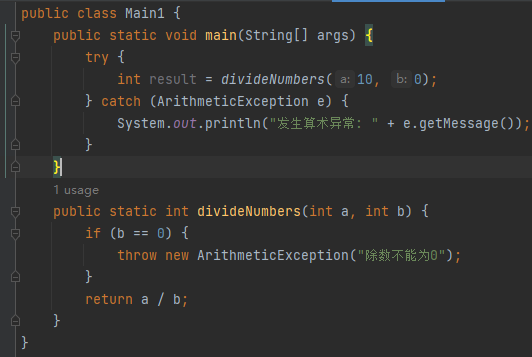 public class Main1 {
    public static void main(String[] args) {
        try {
            int result = divideNumbers( a: 10, b: 0);
        } catch (ArithmeticException e) {
            System.out.println("发生算术异常: " + e.getMessage());
        }
    }
    1 usage
    public static int divideNumbers(int a, int b) {
        if (b == 0) {
            throw new ArithmeticException("除数不能为0");
        }
        return a / b;
    }
}